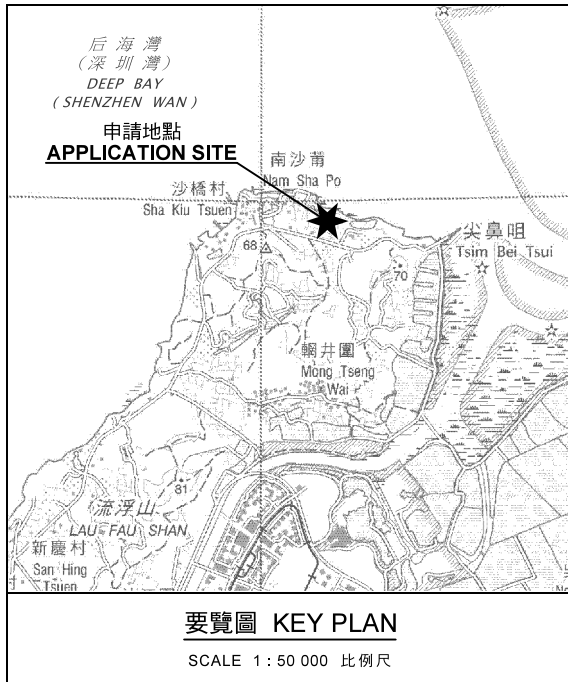 后海灣
(深圳灣)
DEEP BAY
(SHENZHEN WAN)
申請地點
APPLICATION SITE
南沙莆
Nam Sha Po
沙橋村
Sha Kiu Tsuen
尖鼻咀
Tsim Bei Tsui
68
70
輞井圍
Mong Tseng
Wai
81
流浮山
LAU FAU SHAN
新慶村
San Hing
Tsuen
要覽圖 KEY PLAN
SCALE 1 : 50 000 比例尺